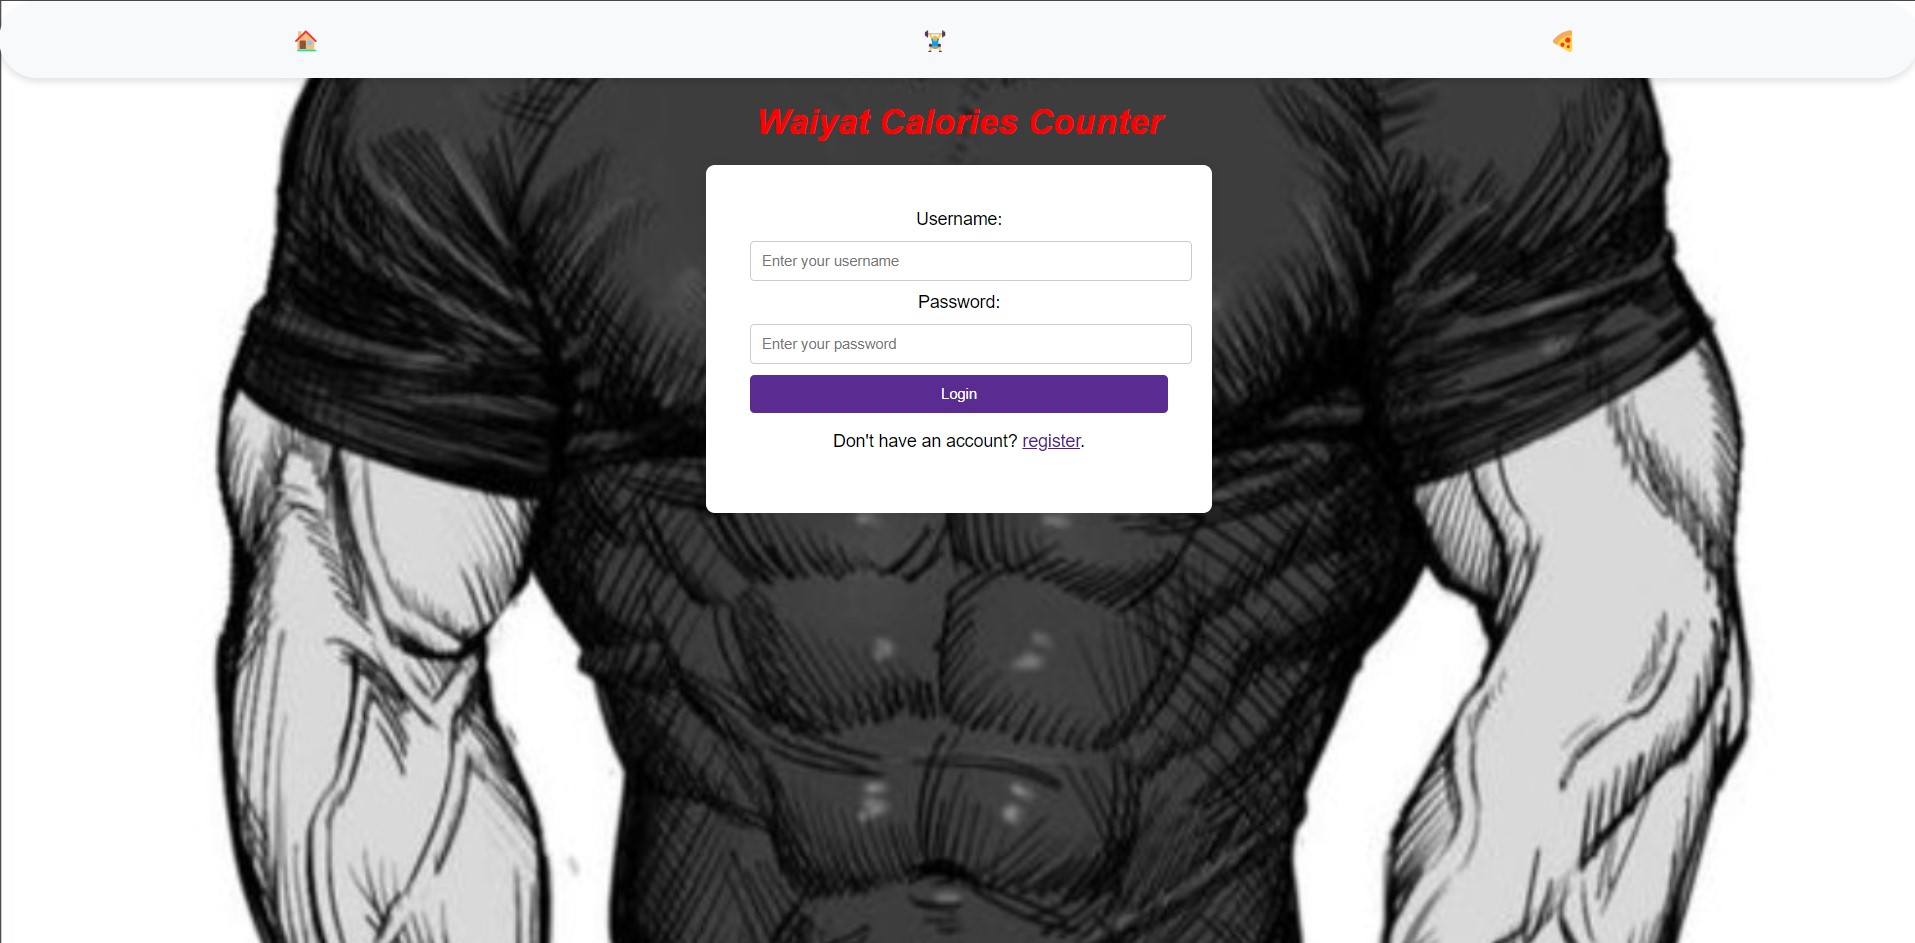 Waiyat Calories Counter
Username:
Enter your username
Password:
Enter your password
Login
Don't have an account? register.